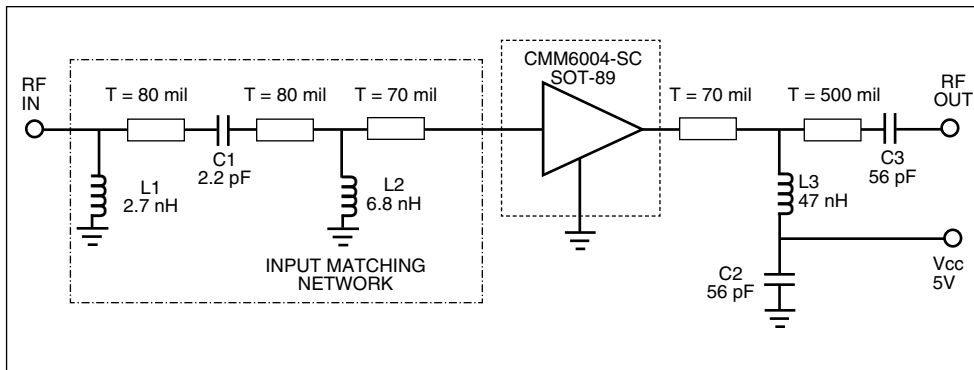 CMM6004-SC
SOT-89
RF
IN
T = 80 mil
T = 80 mil
T = 70 mil
T = 70 mil
T = 500 mil
RF
OUT
C1
2.2 pF
C3
56 pF
L1
2.7 nH
L2
6.8 nH
L3
47 nH
INPUT MATCHING
NETWORK
C2
56 pF
Vcc
5V